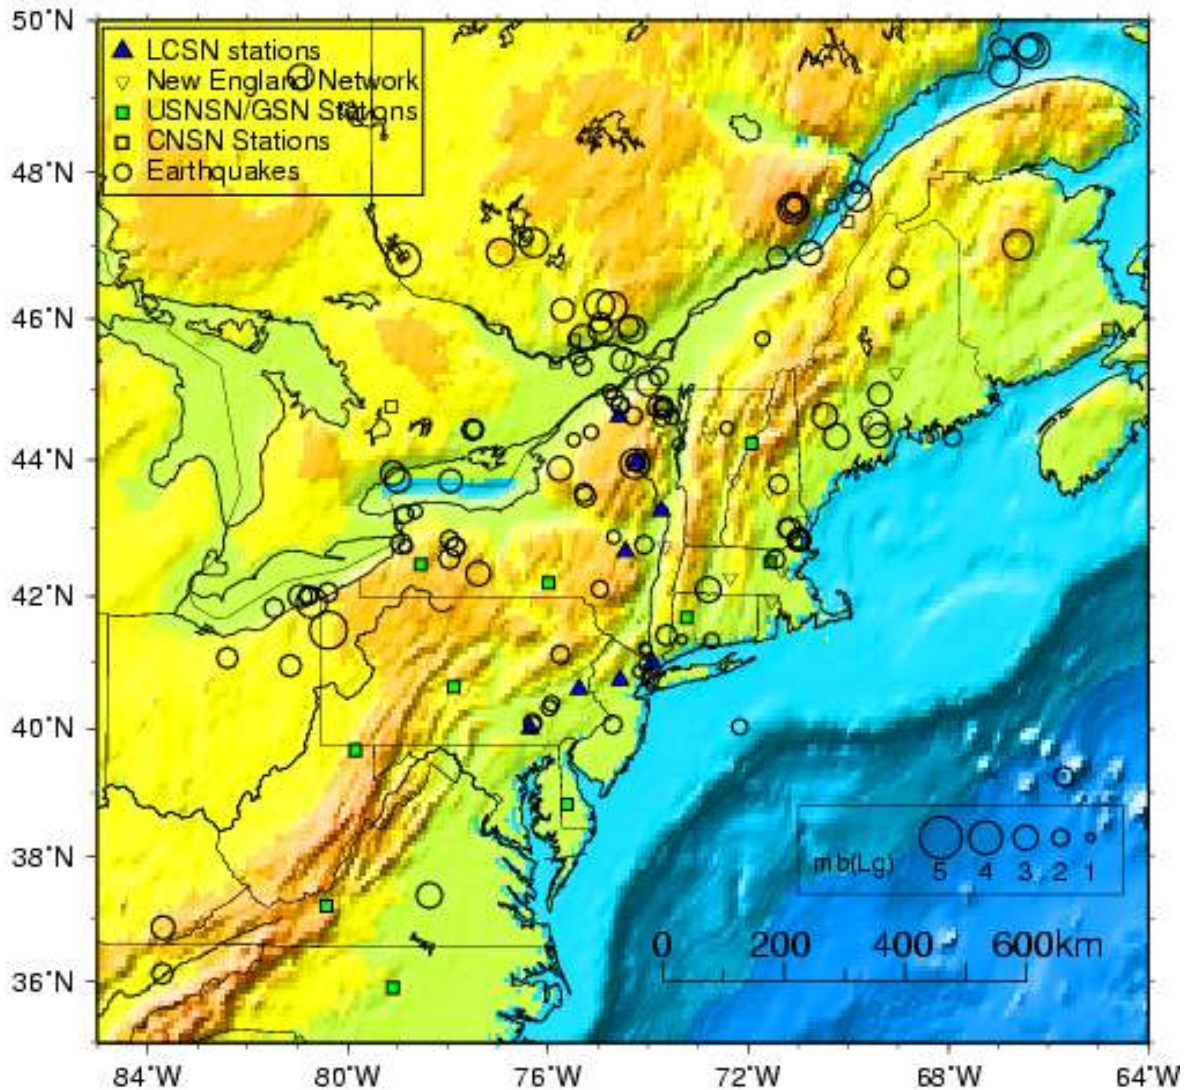 50°N
LCSN stations
New England Network
USNSN/GSN Stations
CNSN Stations
Earthquakes
48°N
46°N
44°N
42°N
40°N
38°N
mb(Lg)
5 4 3 2 1
0 200 400 600km
36°N
84°W 80°W 76°W 72°W 68°W 64°W